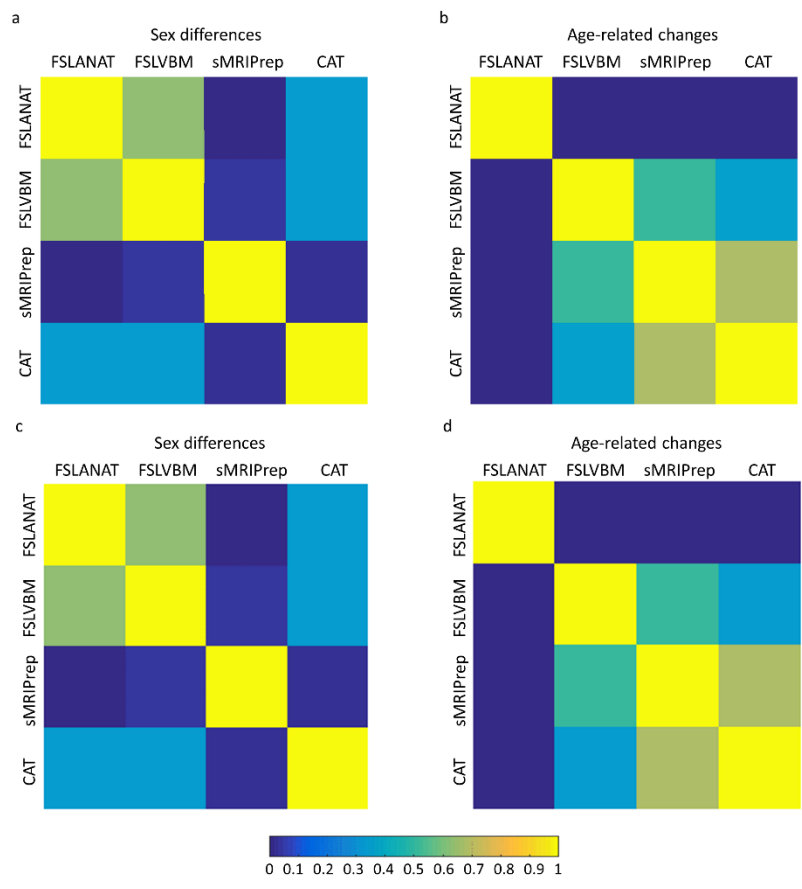 a
Sex differences
FSLANAT FSLVBM sMRIPrep CAT
FSLANAT
FSLVBM
sMRIPrep
CAT
b
Age-related changes
FSLANAT FSLVBM sMRIPrep CAT
FSLANAT
FSLVBM
sMRIPrep
CAT
c
Sex differences
FSLANAT FSLVBM sMRIPrep CAT
FSLANAT
FSLVBM
sMRIPrep
CAT
d
Age-related changes
FSLANAT FSLVBM sMRIPrep CAT
FSLANAT
FSLVBM
sMRIPrep
CAT
0 0.1 0.2 0.3 0.4 0.5 0.6 0.7 0.8 0.9 1